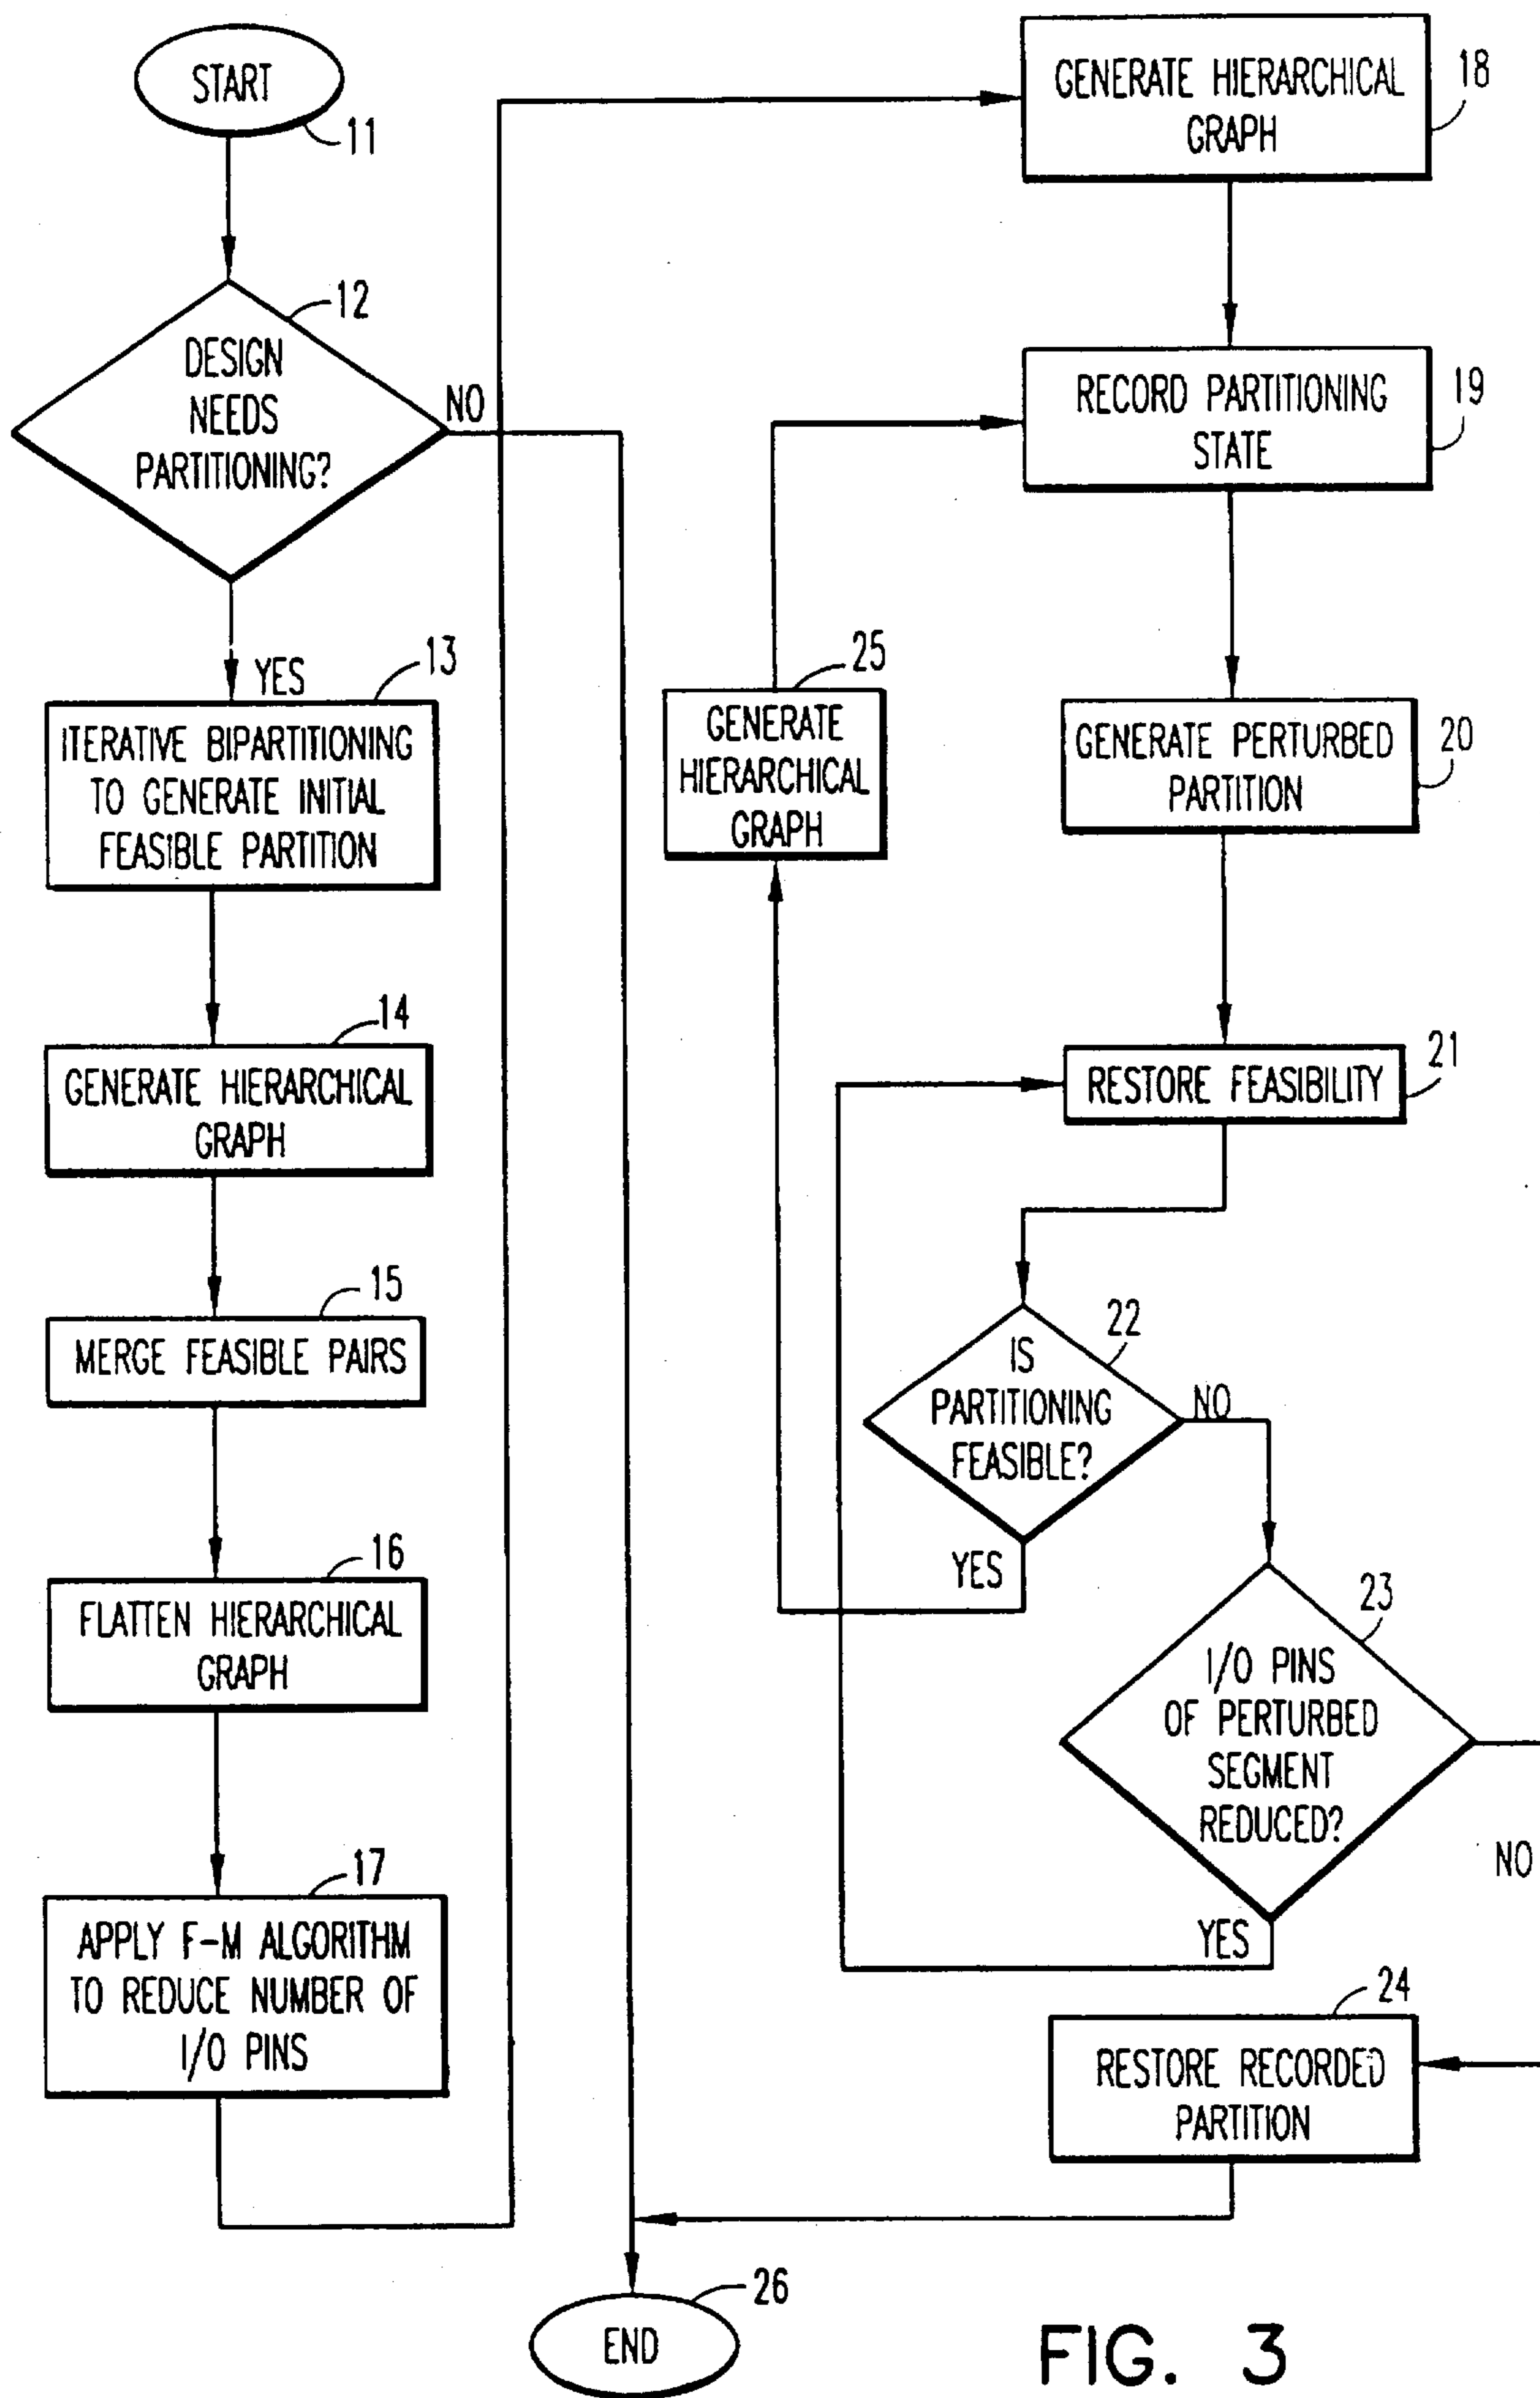 START
11
12
DESIGN
NEEDS
PARTITIONING?
NO
YES
13
ITERATIVE BIPARTITIONING
TO GENERATE INITIAL
FEASIBLE PARTITION
14
GENERATE HIERARCHICAL
GRAPH
15
MERGE FEASIBLE PAIRS
16
FLATTEN HIERARCHICAL
GRAPH
17
APPLY F-M ALGORITHM
TO REDUCE NUMBER OF
I/O PINS
GENERATE HIERARCHICAL
GRAPH
18
RECORD PARTITIONING
STATE
19
25
GENERATE
HIERARCHICAL
GRAPH
GENERATE PERTURBED
PARTITION
20
RESTORE FEASIBILITY
21
22
IS
PARTITIONING
FEASIBLE?
NO
YES
23
I/O PINS
OF PERTURBED
SEGMENT
REDUCED?
NO
YES
24
RESTORE RECORDED
PARTITION
26
END
FIG. 3